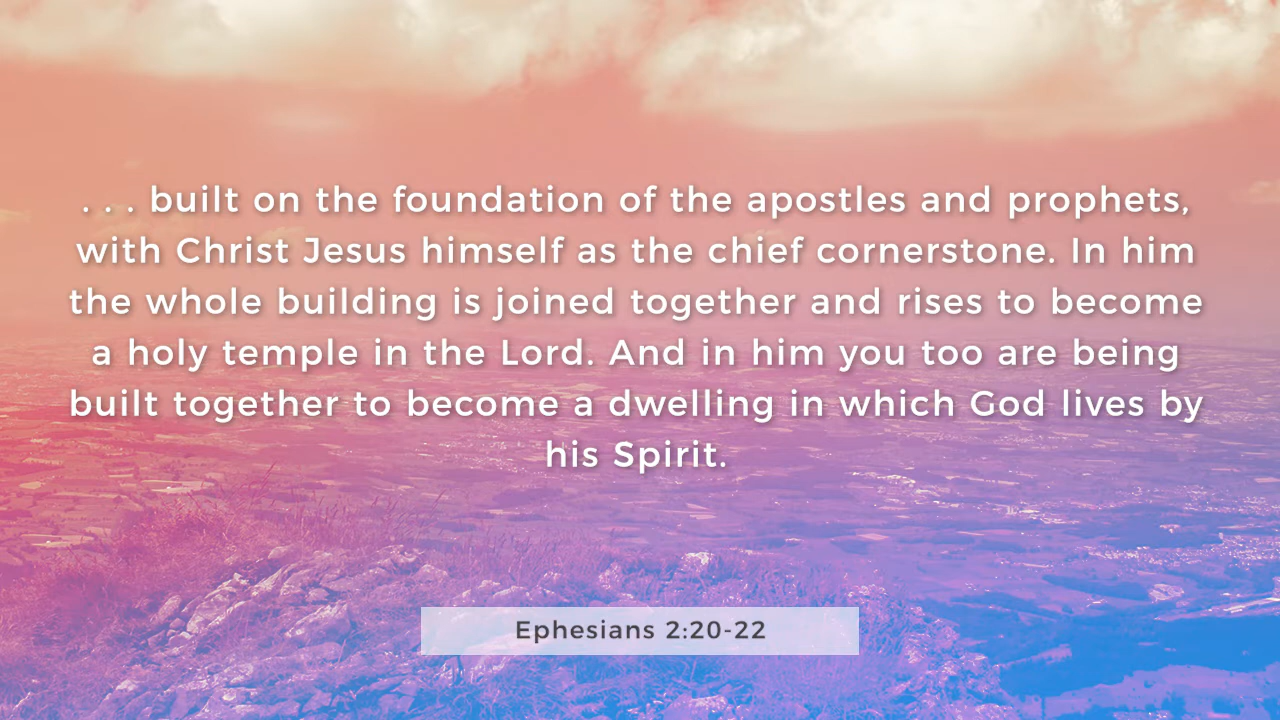 . . . built on the foundation of the apostles and prophets,
with Christ Jesus himself as the chief cornerstone. In him
the whole building is joined together and rises to become
a holy temple in the Lord. And in him you too are being
built together to become a dwelling in which God lives by
his Spirit.
Ephesians 2:20-22